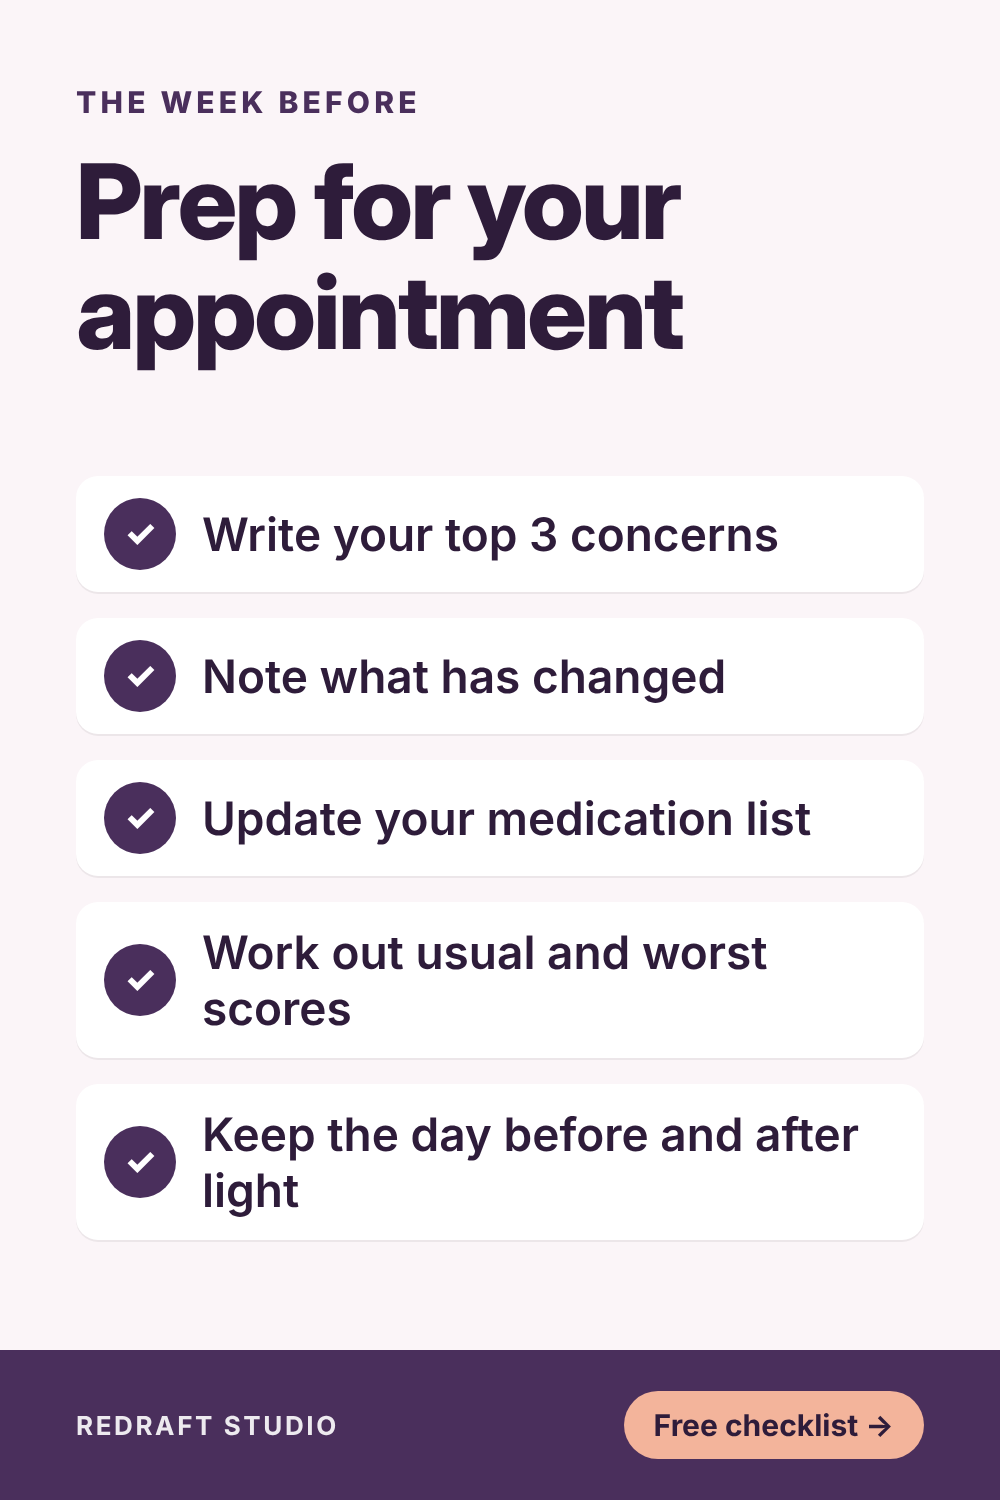 THE WEEK BEFORE
Prep for your
appointment
Write your top 3 concerns
Note what has changed
Update your medication list
Work out usual and worst
scores
Keep the day before and after
light
REDRAFT STUDIO
Free checklist →